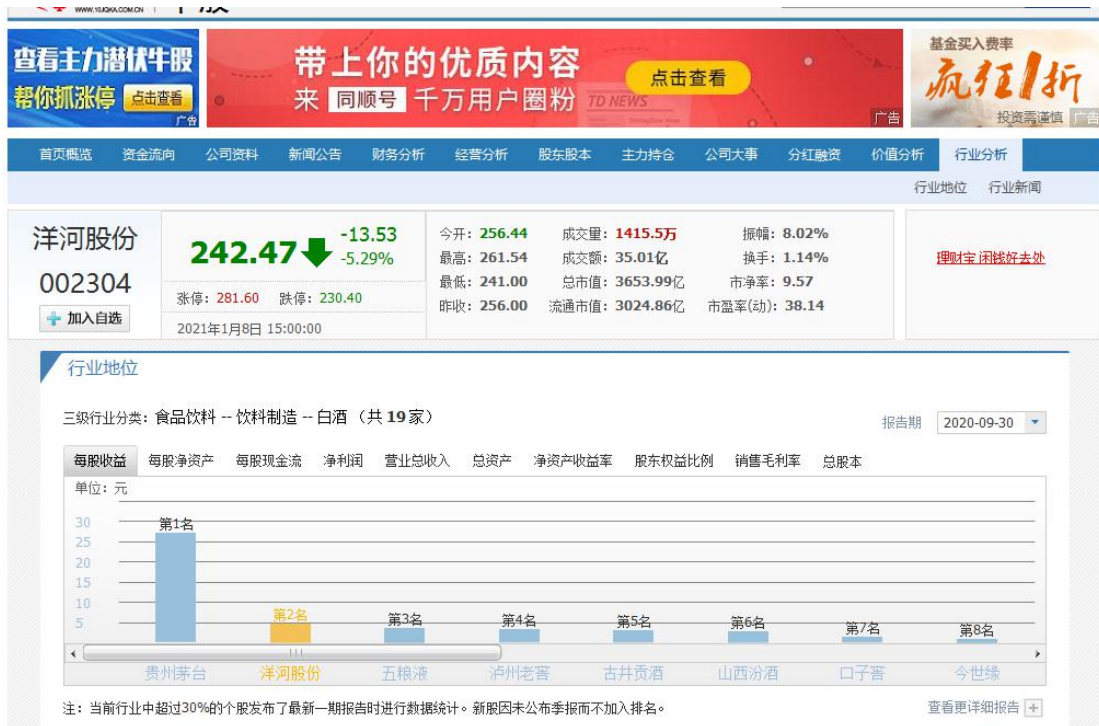 WWW.10JQKA.COM.CN
查看主力潜伏牛股
帮你抓涨停 点击查看
广告
带上你的优质内容
来 同顺号 千万用户圈粉
TD NEWS
点击查看
广告
基金买入费率
疯狂1折
投资需谨慎 广告
首页概览 资金流向 公司资料 新闻公告 财务分析 经营分析 股东股本 主力持仓 公司大事 分红融资 价值分析 行业分析
行业地位 行业新闻
洋河股份
002304
加入自选
242.47 -13.53
-5.29%
涨停: 281.60 跌停: 230.40
2021年1月8日 15:00:00
今开: 256.44 成交量: 1415.5万 振幅: 8.02%
最高: 261.54 成交额: 35.01亿 换手: 1.14%
最低: 241.00 总市值: 3653.99亿 市净率: 9.57
昨收: 256.00 流通市值: 3024.86亿 市盈率(动): 38.14
理财宝 闲钱好去处
行业地位
三级行业分类: 食品饮料 -- 饮料制造 -- 白酒 (共 19 家)
报告期 2020-09-30
每股收益 每股净资产 每股现金流 净利润 营业总收入 总资产 净资产收益率 股东权益比例 销售毛利率 总股本
单位: 元
30
25
20
15
10
5
第1名 第2名 第3名 第4名 第5名 第6名 第7名 第8名
贵州茅台 洋河股份 五粮液 泸州老窖 古井贡酒 山西汾酒 口子窖 今世缘
注: 当前行业中超过30%的个股发布了最新一期报告时进行数据统计。新股因未公布季报而不加入排名。
查看更详细报告